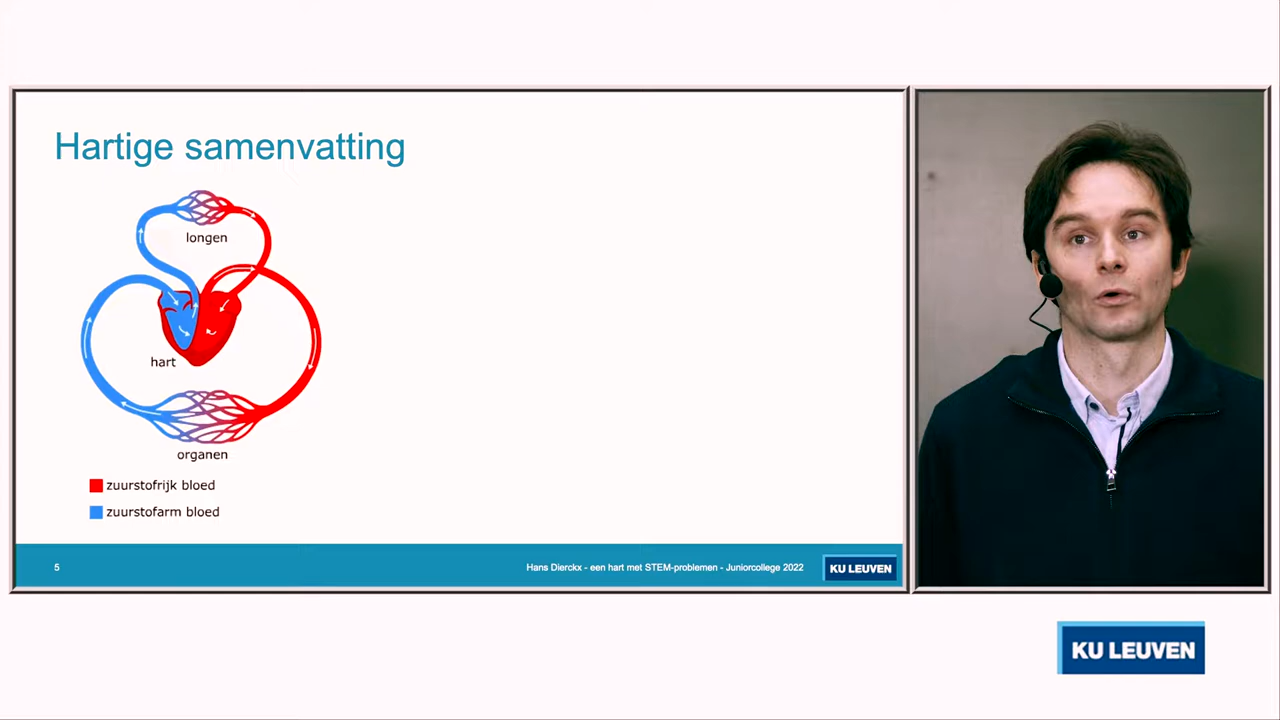 Hartige samenvatting
longen
hart
organen
zuurstofrijk bloed
zuurstofarm bloed
5
Hans Dierckx - een hart met STEM-problemen - Juniorcollege 2022
KU LEUVEN
KU LEUVEN